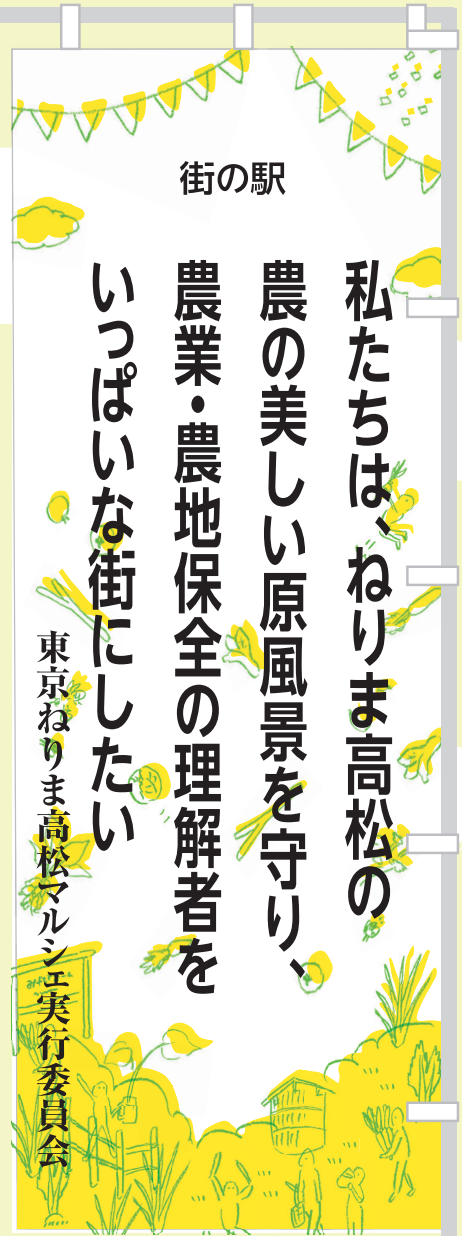 街の駅
私たちは、ねりま高松の
農の美しい原風景を守り、
農業・農地保全の理解者を
いっぱいな街にしたい
東京ねりま高松マルシェ実行委員会